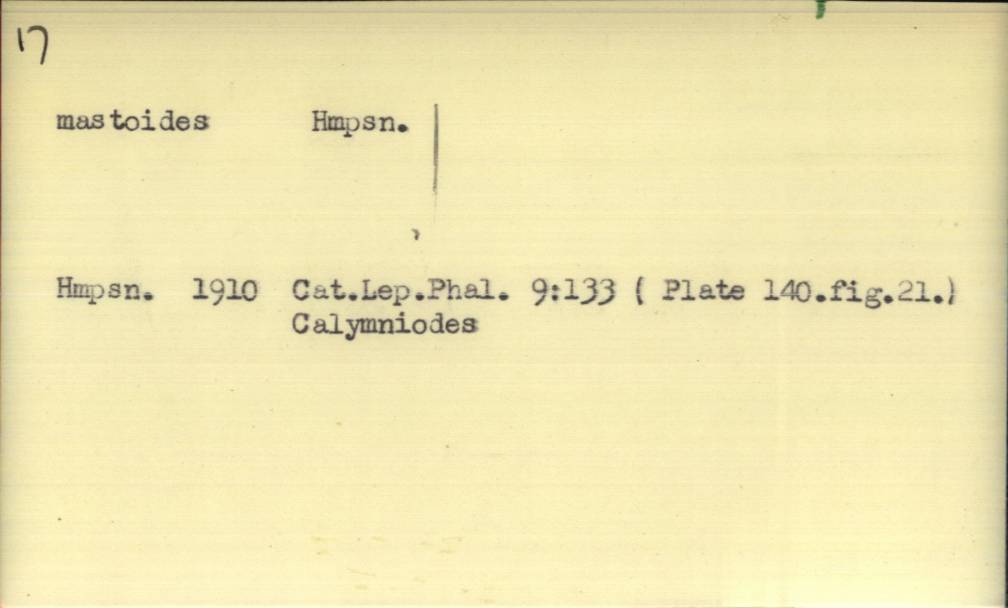 17
mastoides Hmpsn.
Hmpsn. 1910 Cat.Lep.Phal. 9:133 ( Plate 140.fig.21.)
Calymniodes